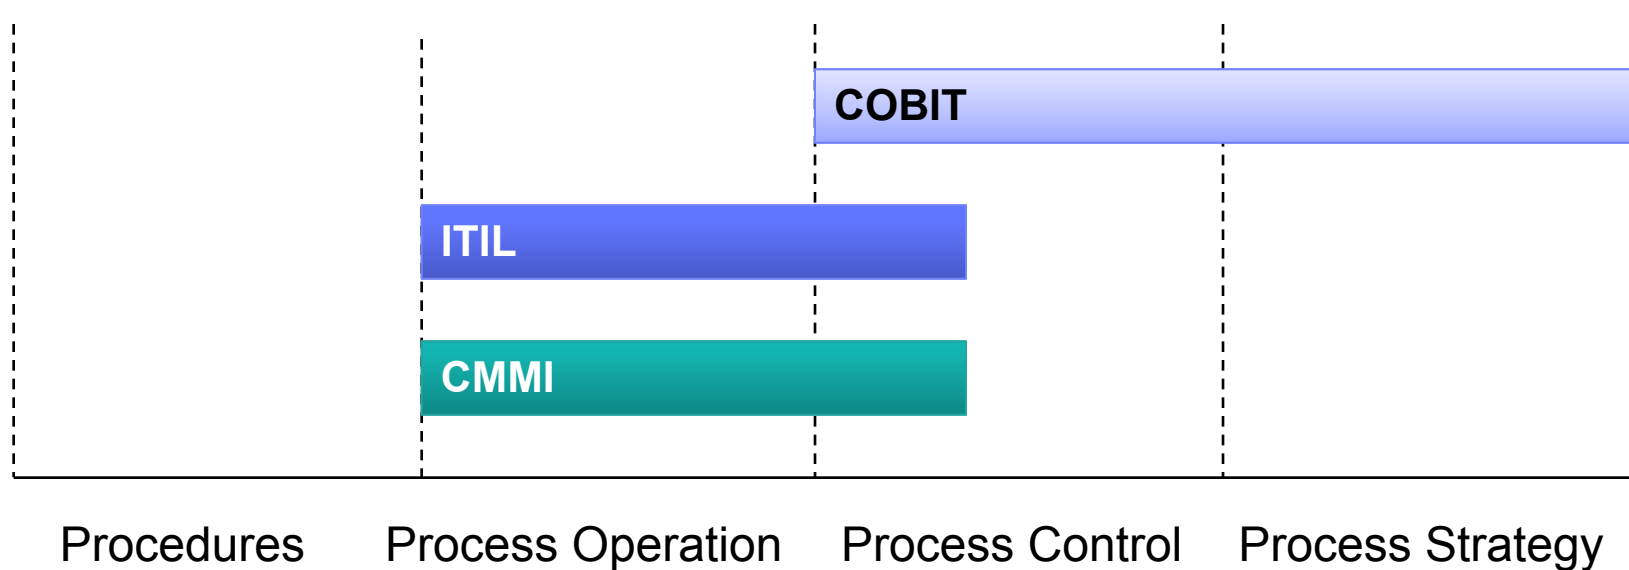 COBIT
ITIL
CMMI
Procedures Process Operation Process Control Process Strategy